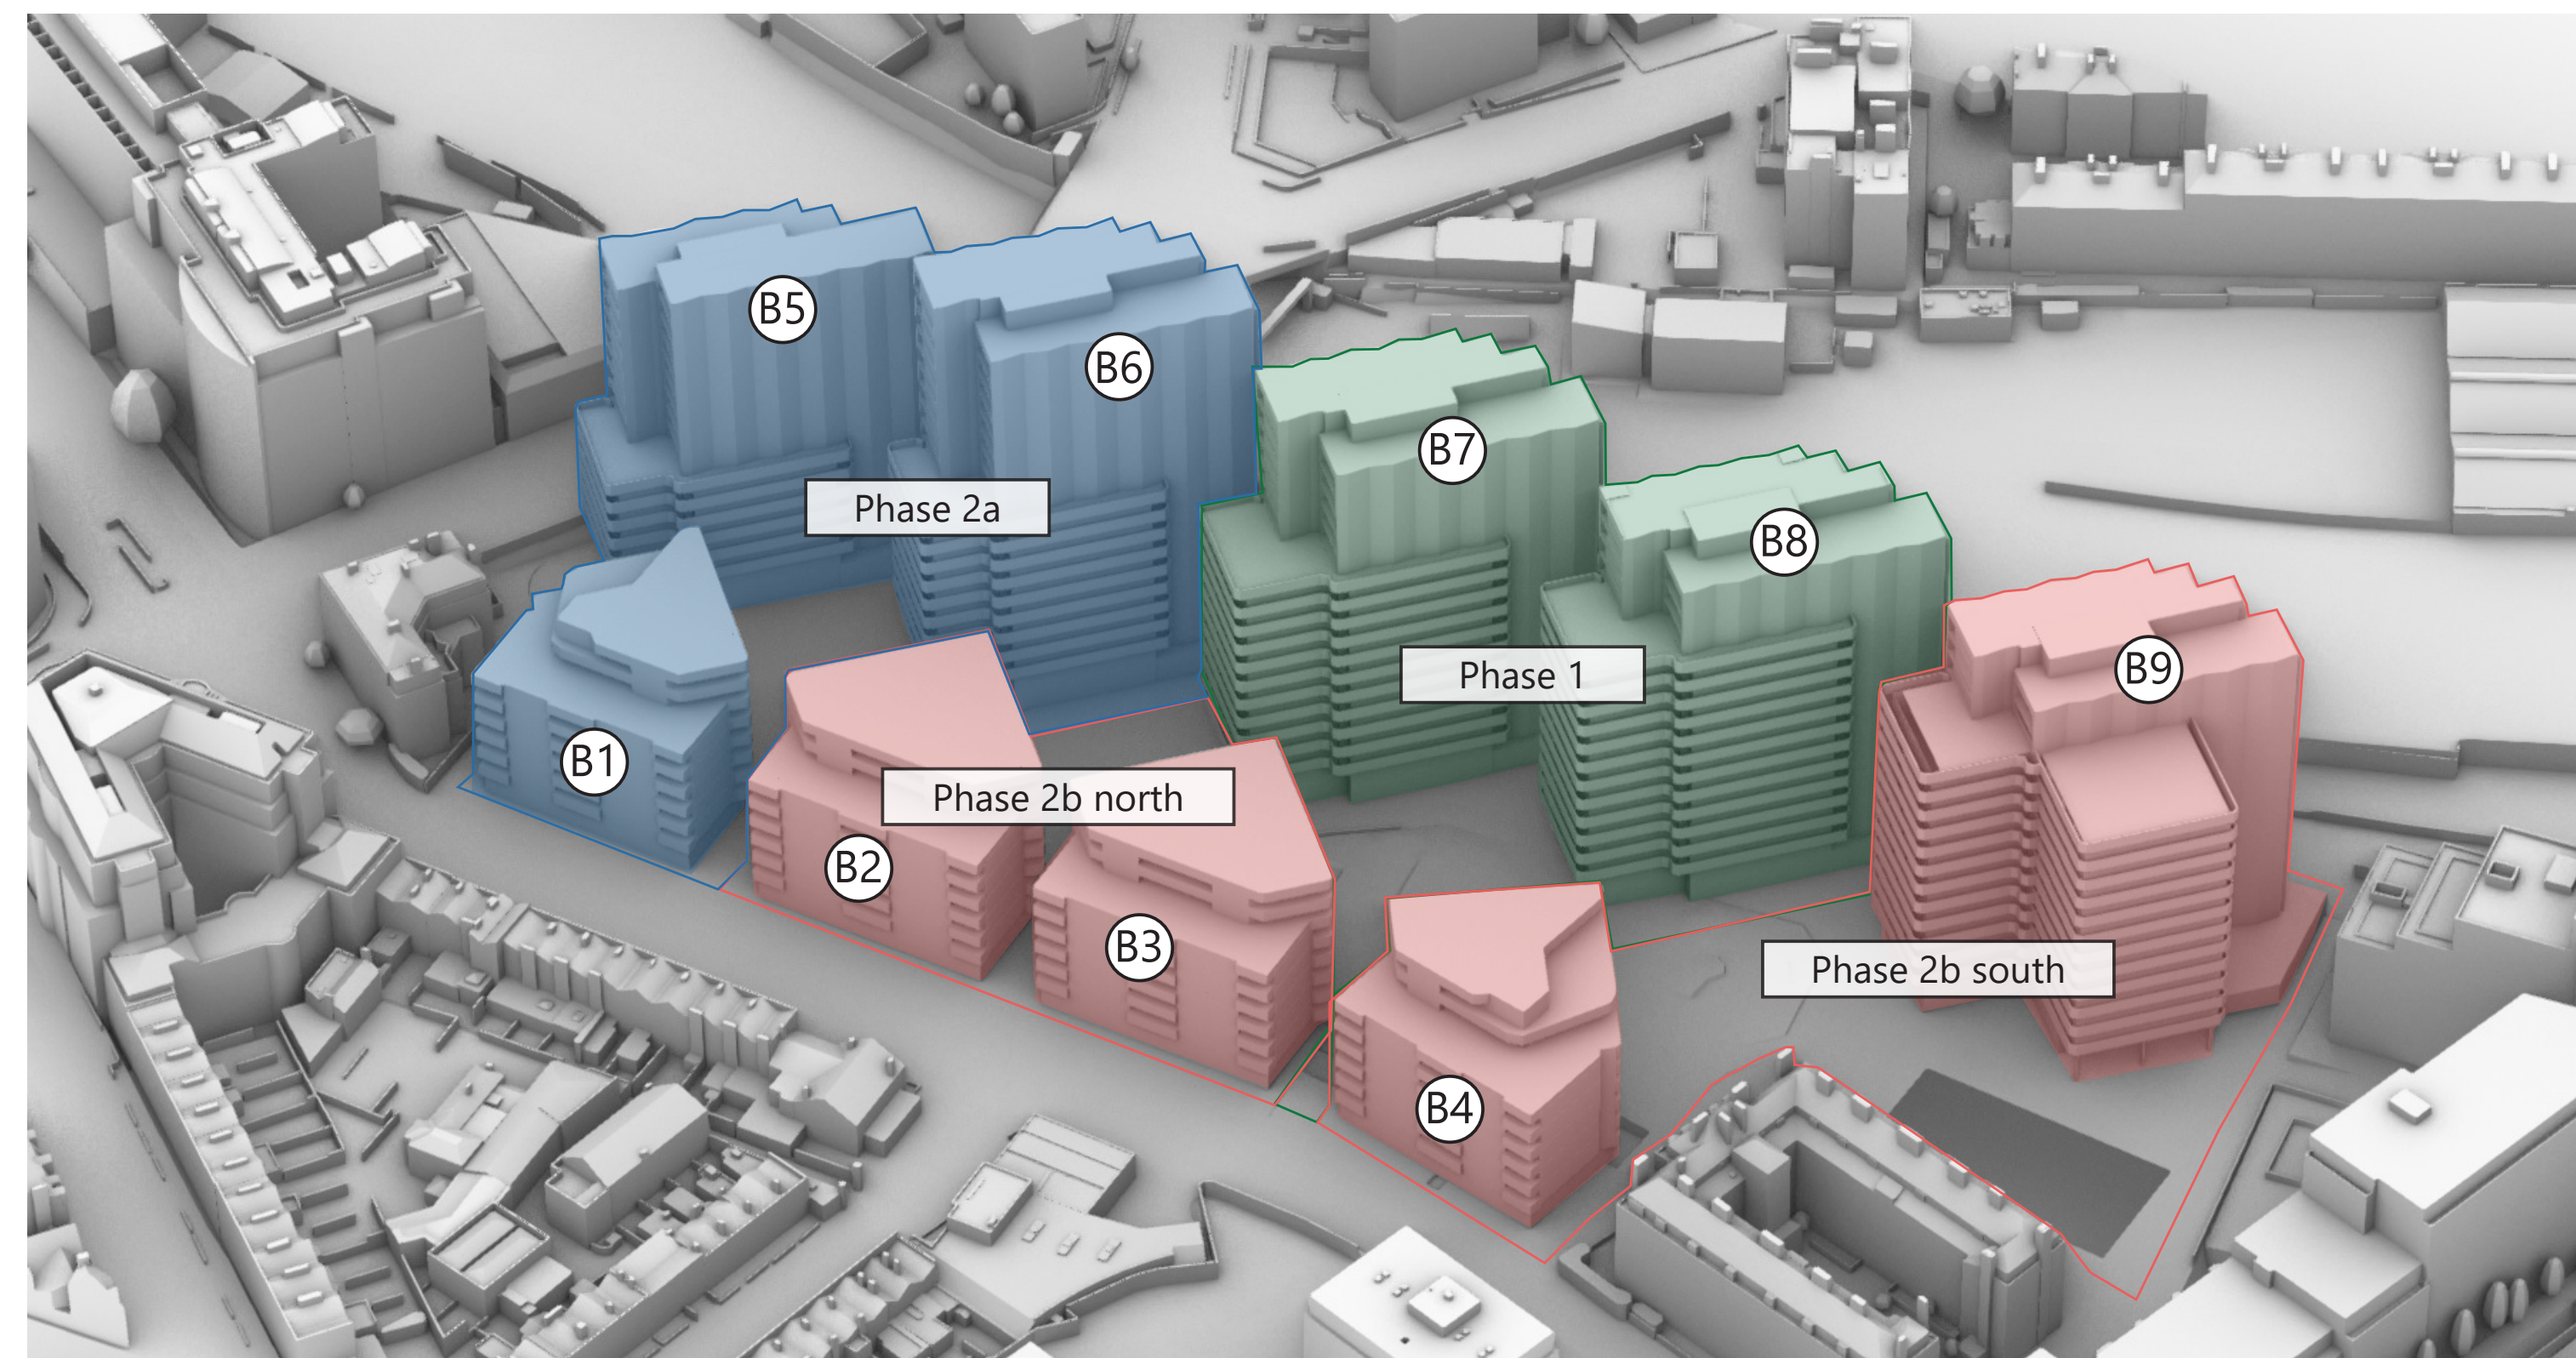 B5
B6
B7
Phase 2a
B8
Phase 1
B9
B1
Phase 2b north
B2
B3
Phase 2b south
B4